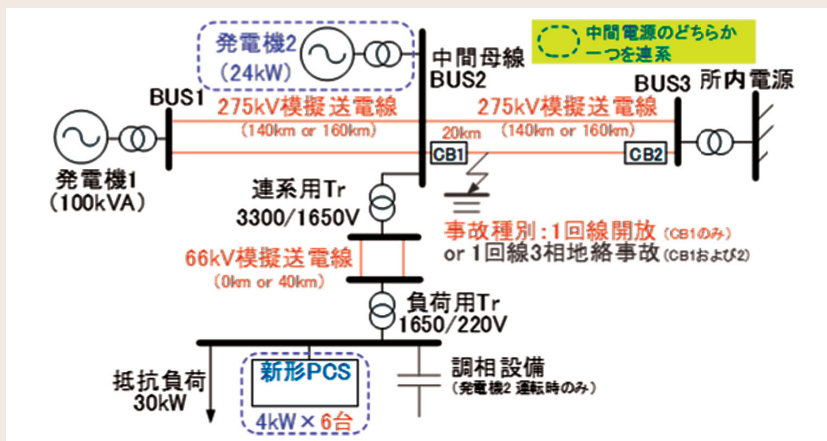 発電機2
(24kW)
中間母線
BUS2
中間電源のどちらか
一つを連系
BUS1
275kV模擬送電線
(140km or 160km)
275kV模擬送電線
(140km or 160km)
BUS3
所内電源
20km
CB1
CB2
発電機1
(100kVA)
連系用Tr
3300/1650V
事故種別:1回線開放(CB1のみ)
or 1回線3相地絡事故(CB1および2)
66kV模擬送電線
(0km or 40km)
負荷用Tr
1650/220V
抵抗負荷
30kW
新形PCS
4kW×6台
調相設備
(発電機2 運転時のみ)